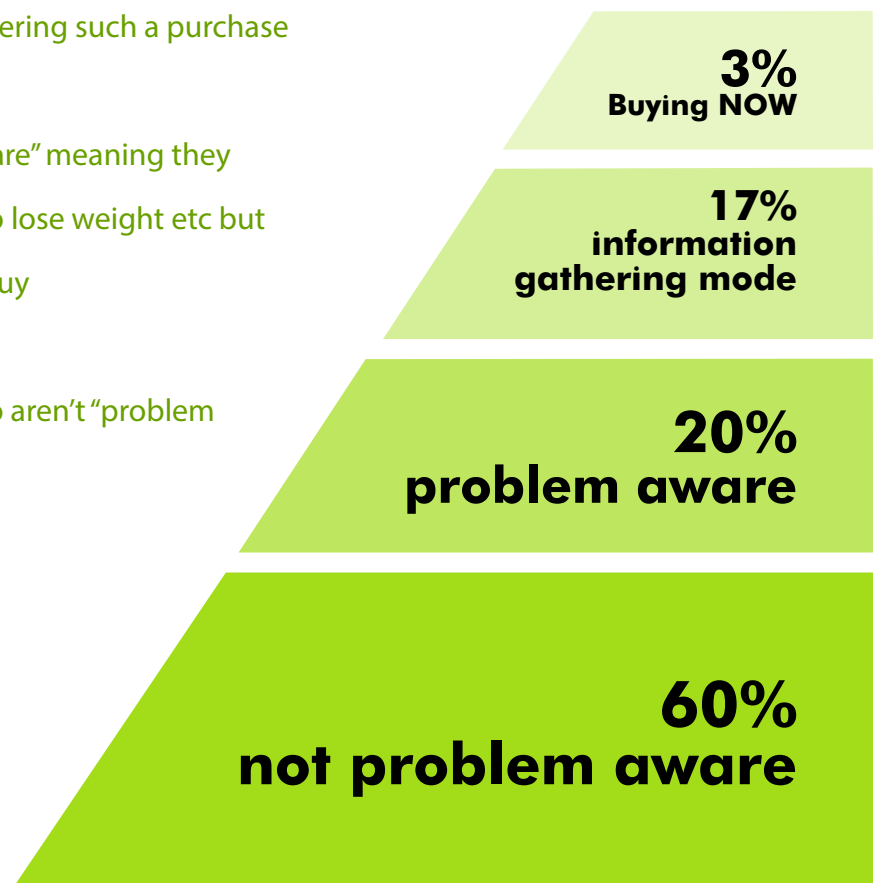 ering such a purchase
are” meaning they
o lose weight etc but
uy
o aren’t “problem
3%
Buying NOW
17%
information
gathering mode
20%
problem aware
60%
not problem aware